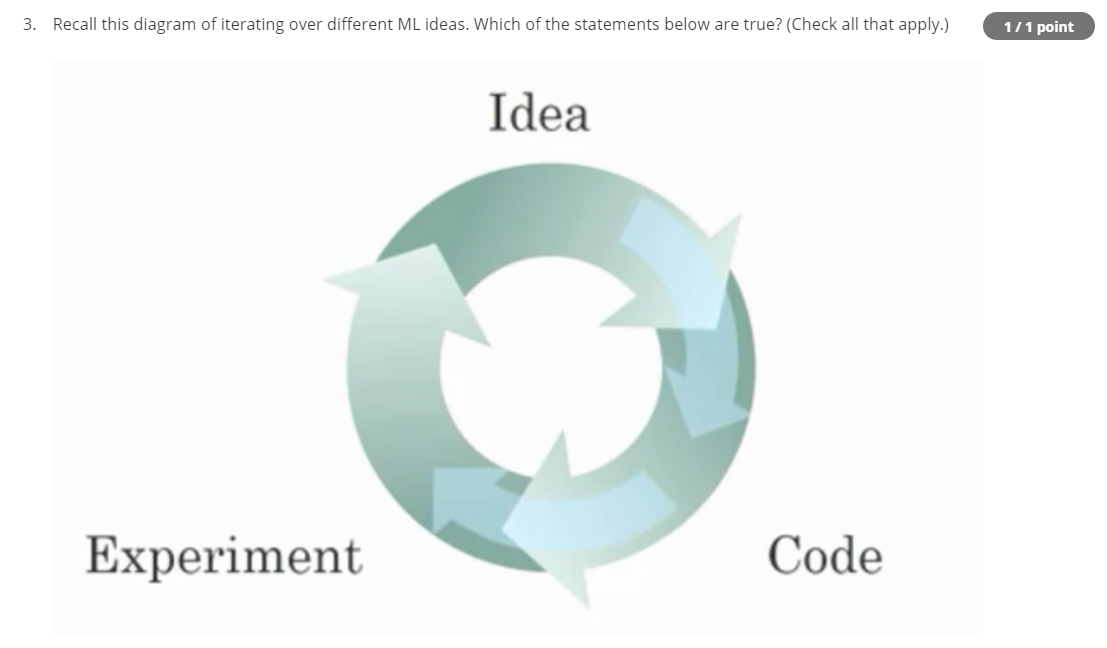 3. Recall this diagram of iterating over different ML ideas. Which of the statements below are true? (Check all that apply.)
1 / 1 point
Idea
Experiment
Code